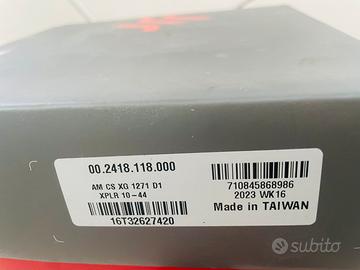 00.2418.118.000
AM CS XG 1271 D1
XPLR 10-44
16T32627420
710845868986
2023 WK16
Made in TAIWAN
subito